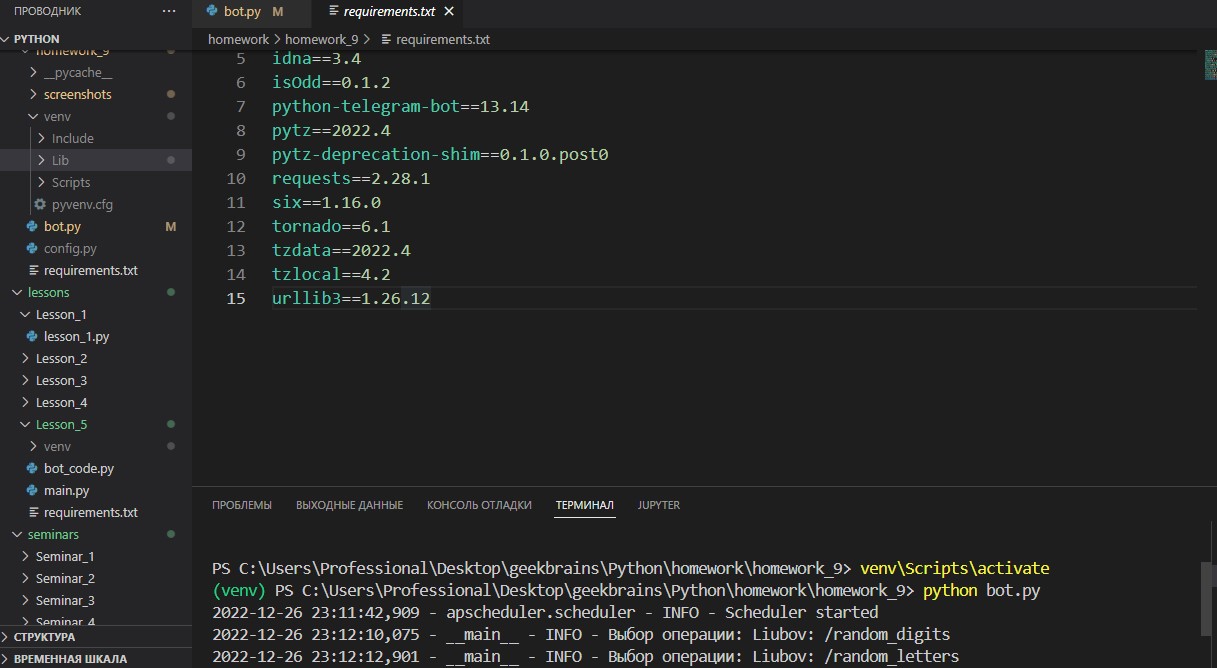 ПРОВОДНИК ···
PYTHON
homework_9
__pycache__
screenshots
venv
Include
Lib
Scripts
pyvenv.cfg
bot.py M
config.py
requirements.txt
lessons
Lesson_1
lesson_1.py
Lesson_2
Lesson_3
Lesson_4
Lesson_5
venv
bot_code.py
main.py
requirements.txt
seminars
Seminar_1
Seminar_2
Seminar_3
Seminar_4
СТРУКТУРА
ВРЕМЕННАЯ ШКАЛА
bot.py M requirements.txt
homework > homework_9 > requirements.txt
5 idna==3.4
6 isOdd==0.1.2
7 python-telegram-bot==13.14
8 pytz==2022.4
9 pytz-deprecation-shim==0.1.0.post0
10 requests==2.28.1
11 six==1.16.0
12 tornado==6.1
13 tzdata==2022.4
14 tzlocal==4.2
15 urllib3==1.26.12
ПРОБЛЕМЫ ВЫХОДНЫЕ ДАННЫЕ КОНСОЛЬ ОТЛАДКИ ТЕРМИНАЛ JUPYTER
PS C:\Users\Professional\Desktop\geekbrains\Python\homework\homework_9> venv\Scripts\activate
(venv) PS C:\Users\Professional\Desktop\geekbrains\Python\homework\homework_9> python bot.py
2022-12-26 23:11:42,909 - apscheduler.scheduler - INFO - Scheduler started
2022-12-26 23:12:10,075 - __main__ - INFO - Выбор операции: Liubov: /random_digits
2022-12-26 23:12:12,901 - __main__ - INFO - Выбор операции: Liubov: /random_letters